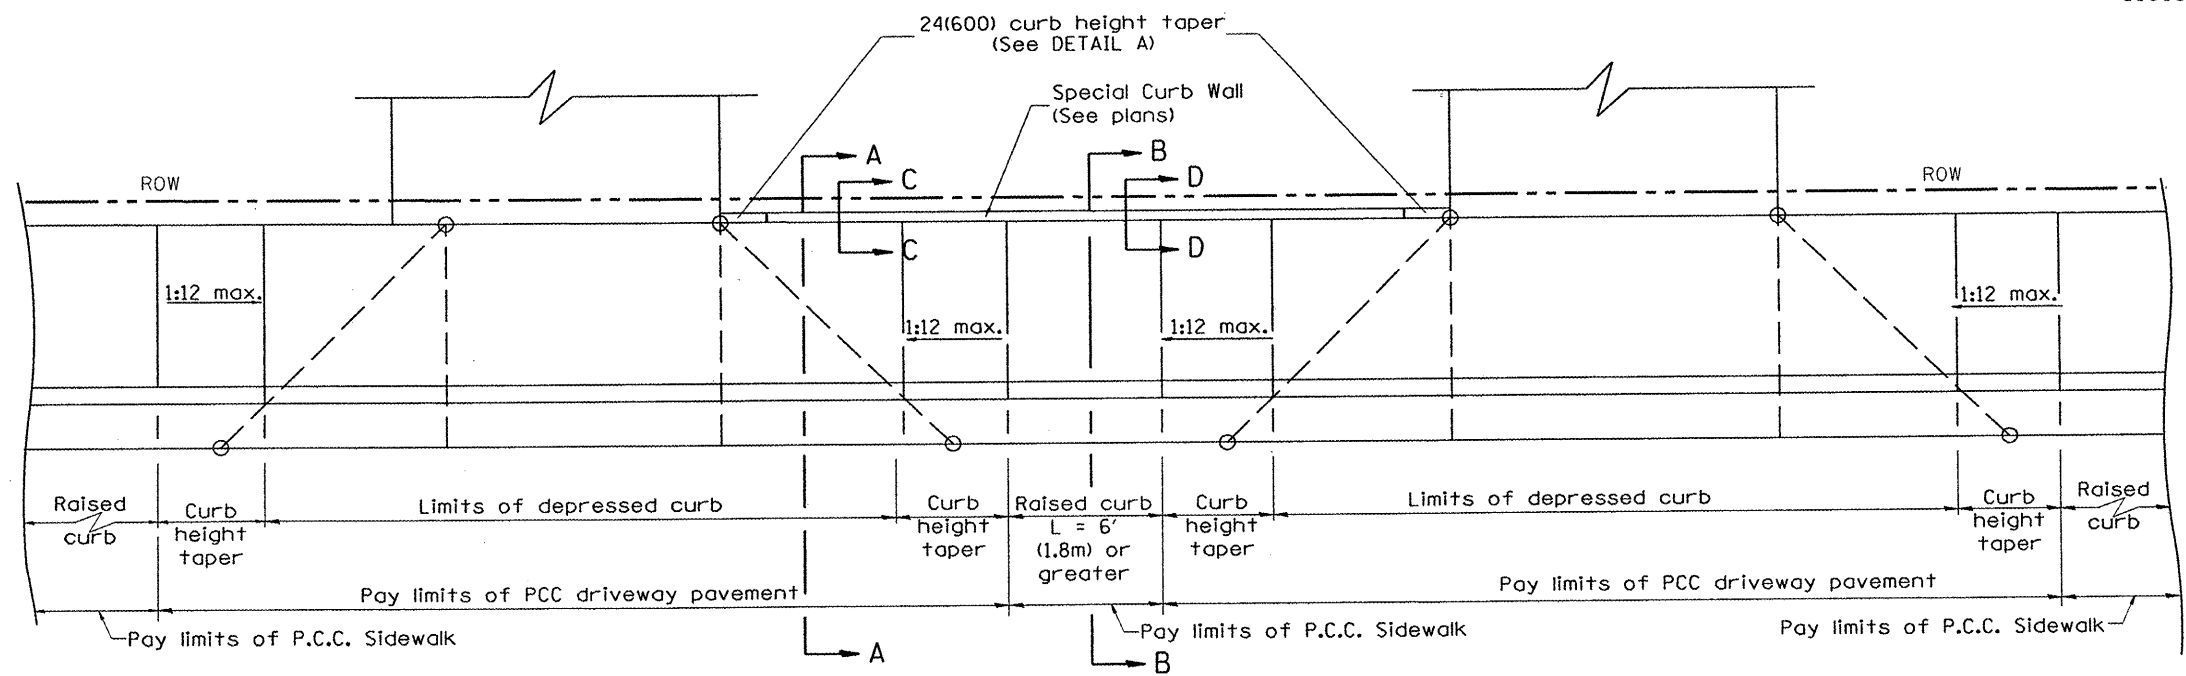 24(600) curb height taper
(See DETAIL A)
Special Curb Wall
(See plans)
A
B
C
D
ROW
ROW
C
D
1:12 max.
1:12 max.
1:12 max.
1:12 max.
Raised
curb
Curb
height
taper
Limits of depressed curb
Curb
height
taper
Raised curb
L = 6'
(1.8m) or
greater
Curb
height
taper
Limits of depressed curb
Curb
height
taper
Raised
curb
Pay limits of PCC driveway pavement
Pay limits of PCC driveway pavement
Pay limits of P.C.C. Sidewalk
Pay limits of P.C.C. Sidewalk
Pay limits of P.C.C. Sidewalk
A
B